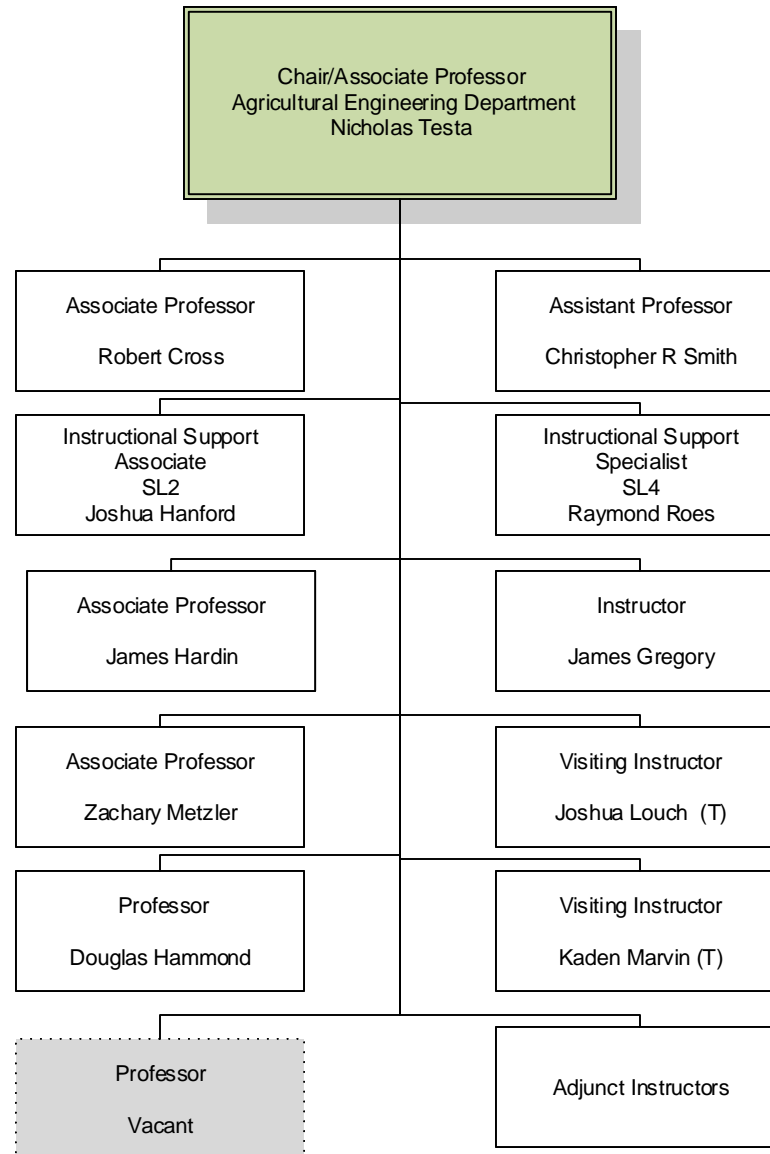 Chair/Associate Professor
Agricultural Engineering Department
Nicholas Testa
Associate Professor
Robert Cross
Assistant Professor
Christopher R Smith
Instructional Support
Associate
SL2
Joshua Hanford
Instructional Support
Specialist
SL4
Raymond Roes
Associate Professor
James Hardin
Instructor
James Gregory
Associate Professor
Zachary Metzler
Visiting Instructor
Joshua Louch (T)
Professor
Douglas Hammond
Visiting Instructor
Kaden Marvin (T)
Professor
Vacant
Adjunct Instructors